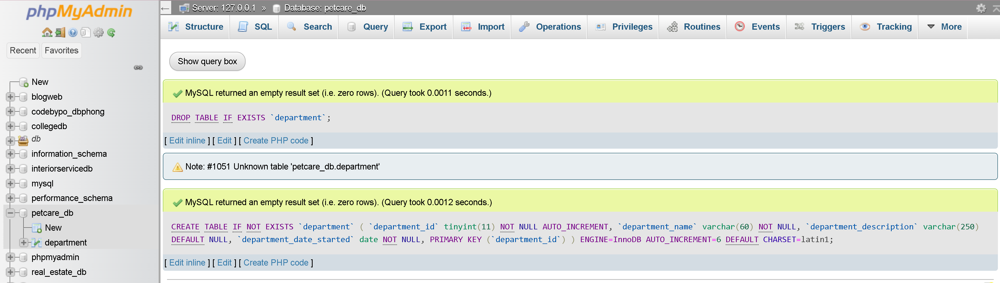 phpMyAdmin
Recent Favorites
New
blogweb
codebypo_dbphong
collegedb
db
information_schema
interiorservicedb
mysql
performance_schema
petcare_db
New
department
phpmyadmin
real_estate_db
← Server: 127.0.0.1 » Database: petcare_db
Structure SQL Search Query Export Import Operations Privileges Routines Events Triggers Tracking More
Show query box
MySQL returned an empty result set (i.e. zero rows). (Query took 0.0011 seconds.)
DROP TABLE IF EXISTS `department`;
[ Edit inline ] [ Edit ] [ Create PHP code ]
Note: #1051 Unknown table 'petcare_db.department'
MySQL returned an empty result set (i.e. zero rows). (Query took 0.0012 seconds.)
CREATE TABLE IF NOT EXISTS `department` ( `department_id` tinyint(11) NOT NULL AUTO_INCREMENT, `department_name` varchar(60) NOT NULL, `department_description` varchar(250)
DEFAULT NULL, `department_date_started` date NOT NULL, PRIMARY KEY (`department_id`) ) ENGINE=InnoDB AUTO_INCREMENT=6 DEFAULT CHARSET=latin1;
[ Edit inline ] [ Edit ] [ Create PHP code ]